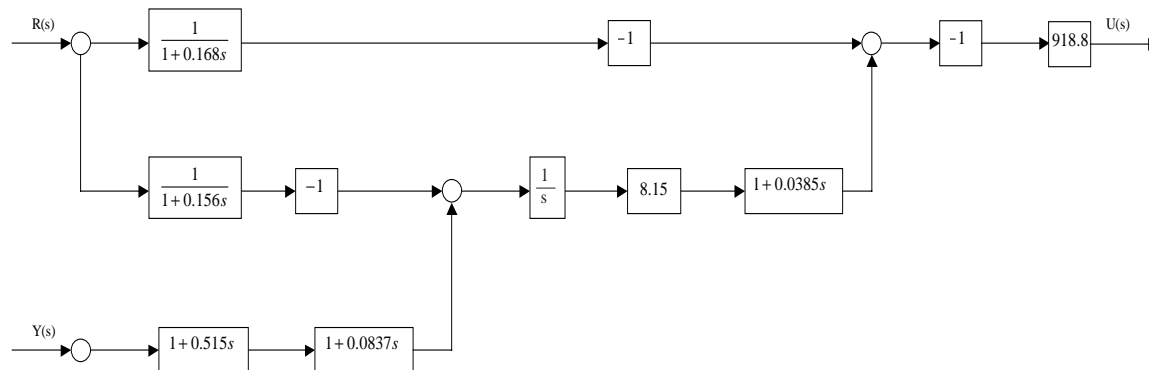 R(s)
1
1+0.168s
−1
−1
918.8
U(s)
1
1+0.156s
−1
1
s
8.15
1+0.0385s
Y(s)
1+0.515s
1+0.0837s